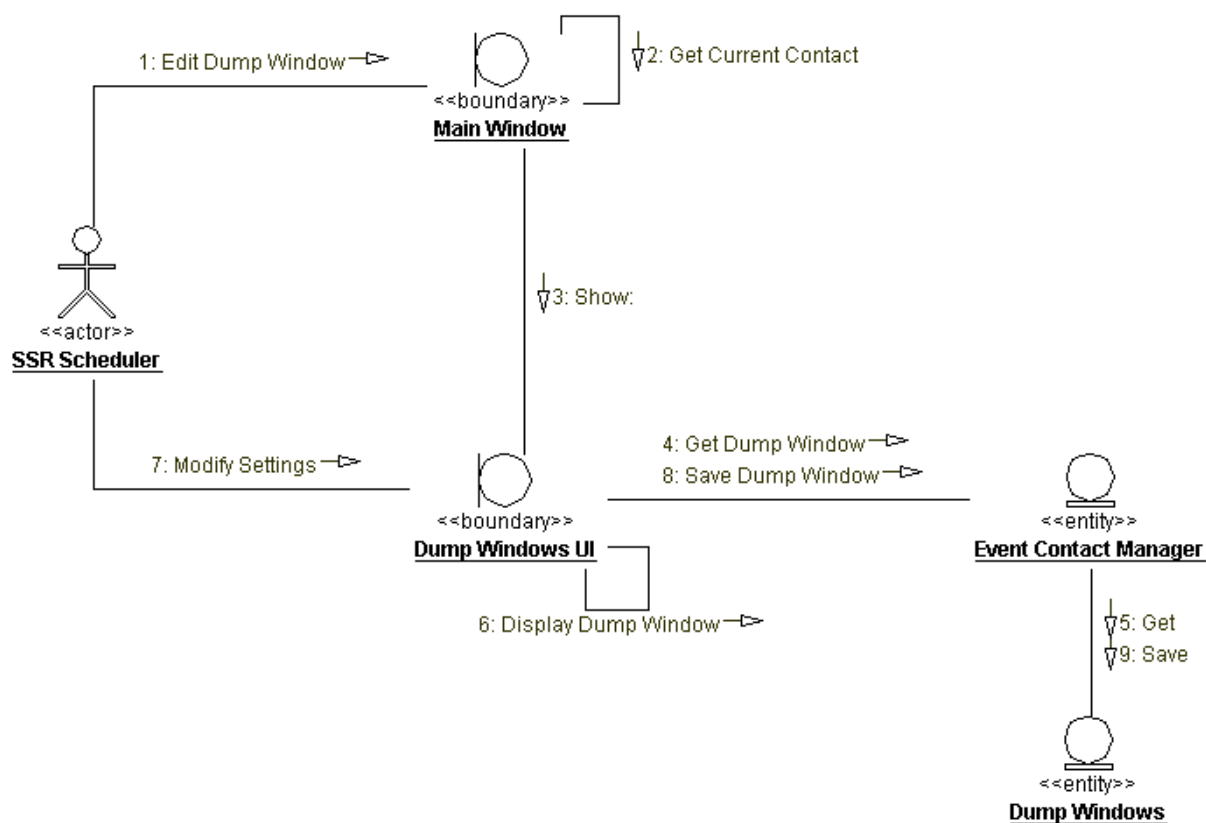 1: Edit Dump Window
2: Get Current Contact
<<boundary>>
Main Window
<<actor>>
SSR Scheduler
3: Show:
7: Modify Settings
4: Get Dump Window
8: Save Dump Window
<<boundary>>
Dump Windows UI
<<entity>>
Event Contact Manager
6: Display Dump Window
5: Get
9: Save
<<entity>>
Dump Windows